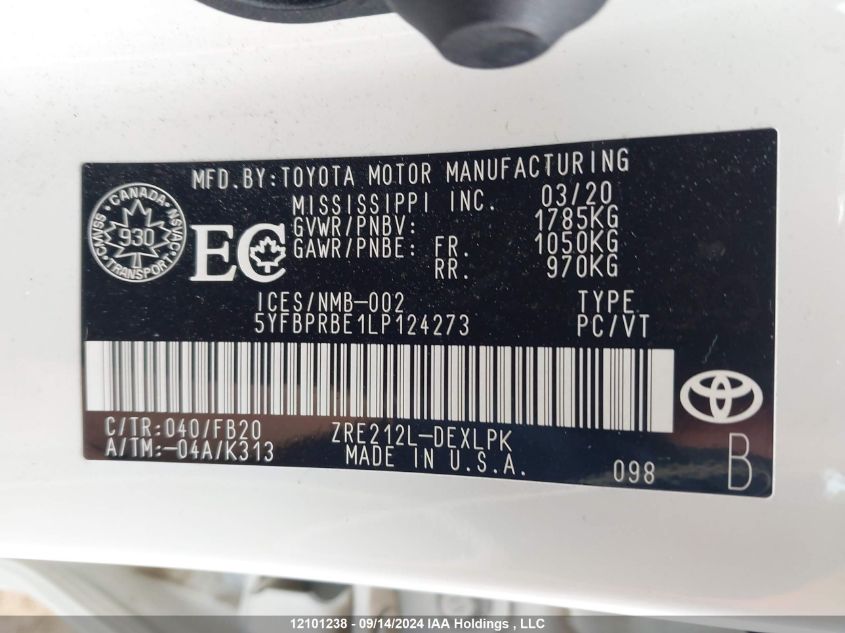 MFD.BY:TOYOTA MOTOR MANUFACTURING
MISSISSIPPI INC. 03/20
GVWR/PNBV: 1785KG
GAWR/PNBE: FR. 1050KG
RR. 970KG
CANADA
CMVSS NSVAC
930
TRANSPORT
EC
ICES/NMB-002 TYPE
5YFBPRBE1LP124273 PC/VT
C/TR:040/FB20 ZRE212L-DEXLPK
A/TM:-04A/K313 MADE IN U.S.A.
098 B
12101238 - 09/14/2024 IAA Holdings, LLC